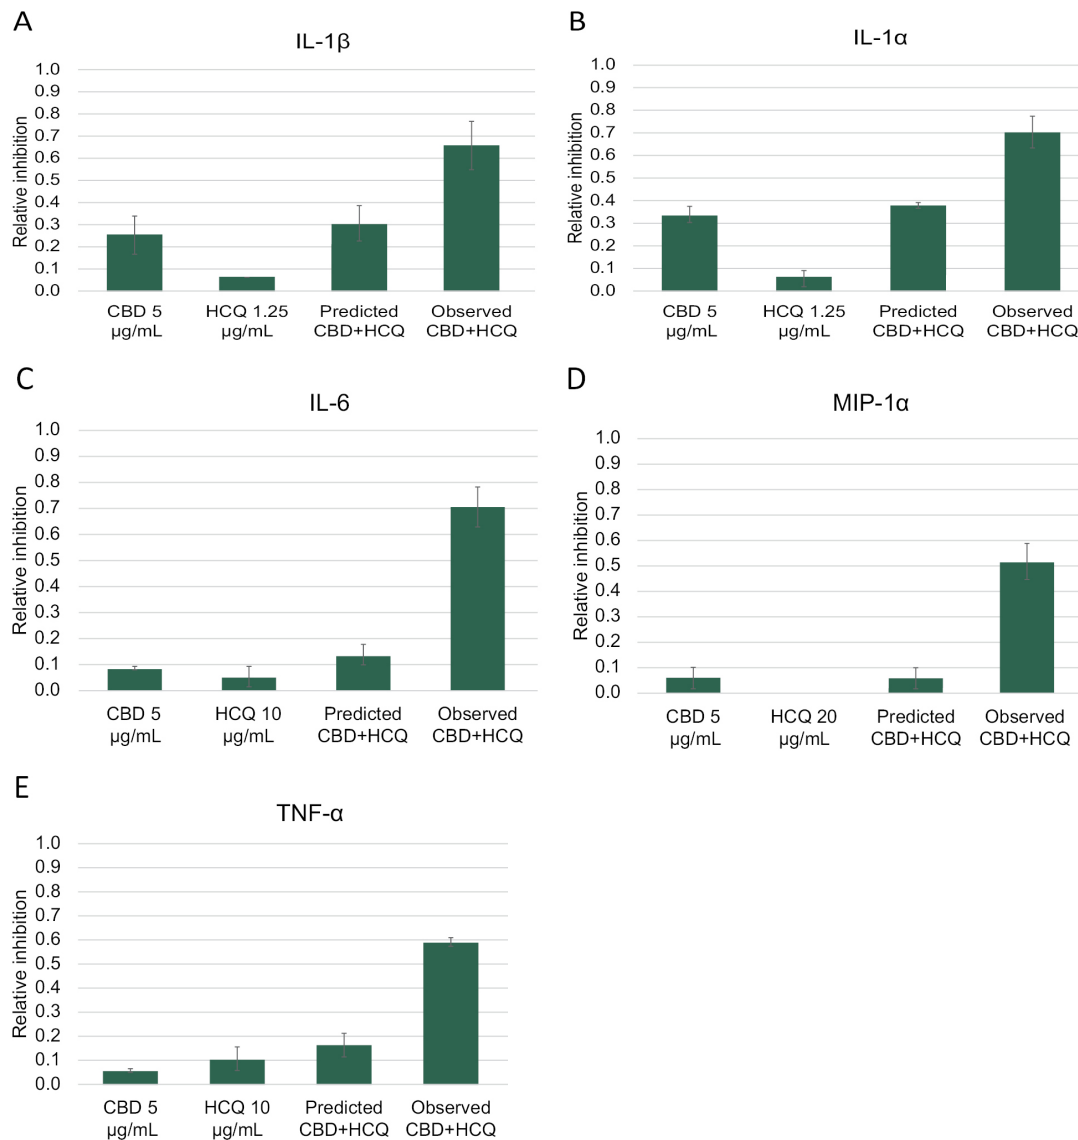 A
IL-1β
Relative inhibition
1.0
0.9
0.8
0.7
0.6
0.5
0.4
0.3
0.2
0.1
0.0
CBD 5 HCQ 1.25 Predicted Observed
µg/mL µg/mL CBD+HCQ CBD+HCQ
B
IL-1α
Relative inhibition
1.0
0.9
0.8
0.7
0.6
0.5
0.4
0.3
0.2
0.1
0.0
CBD 5 HCQ 1.25 Predicted Observed
µg/mL µg/mL CBD+HCQ CBD+HCQ
C
IL-6
Relative inhibition
1.0
0.9
0.8
0.7
0.6
0.5
0.4
0.3
0.2
0.1
0.0
CBD 5 HCQ 10 Predicted Observed
µg/mL µg/mL CBD+HCQ CBD+HCQ
D
MIP-1α
Relative inhibition
1.0
0.9
0.8
0.7
0.6
0.5
0.4
0.3
0.2
0.1
0.0
CBD 5 HCQ 20 Predicted Observed
µg/mL µg/mL CBD+HCQ CBD+HCQ
E
TNF-α
Relative inhibition
1.0
0.9
0.8
0.7
0.6
0.5
0.4
0.3
0.2
0.1
0.0
CBD 5 HCQ 10 Predicted Observed
µg/mL µg/mL CBD+HCQ CBD+HCQ